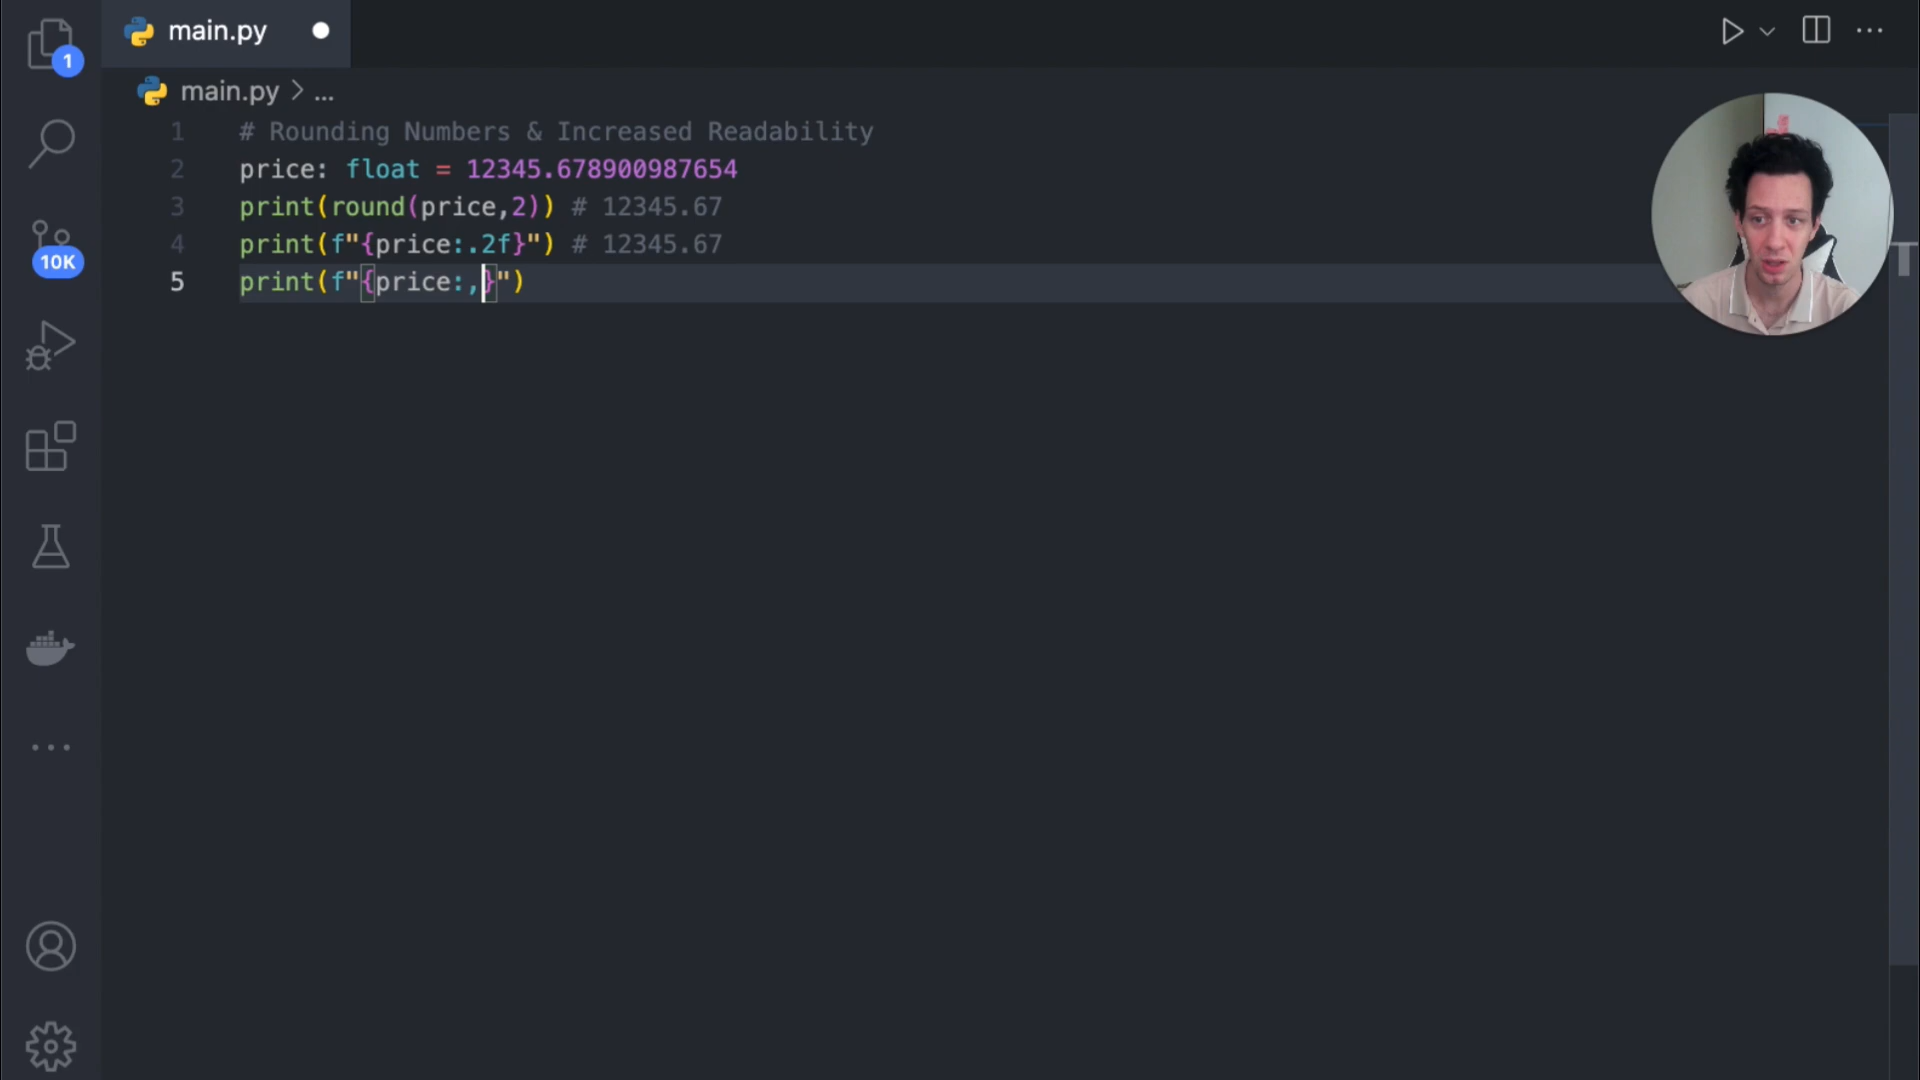 main.py
1
main.py > ...
1 # Rounding Numbers & Increased Readability
2 price: float = 12345.678900987654
3 print(round(price,2)) # 12345.67
4 print(f"{price:.2f}") # 12345.67
5 print(f"{price:,}")
10K
T